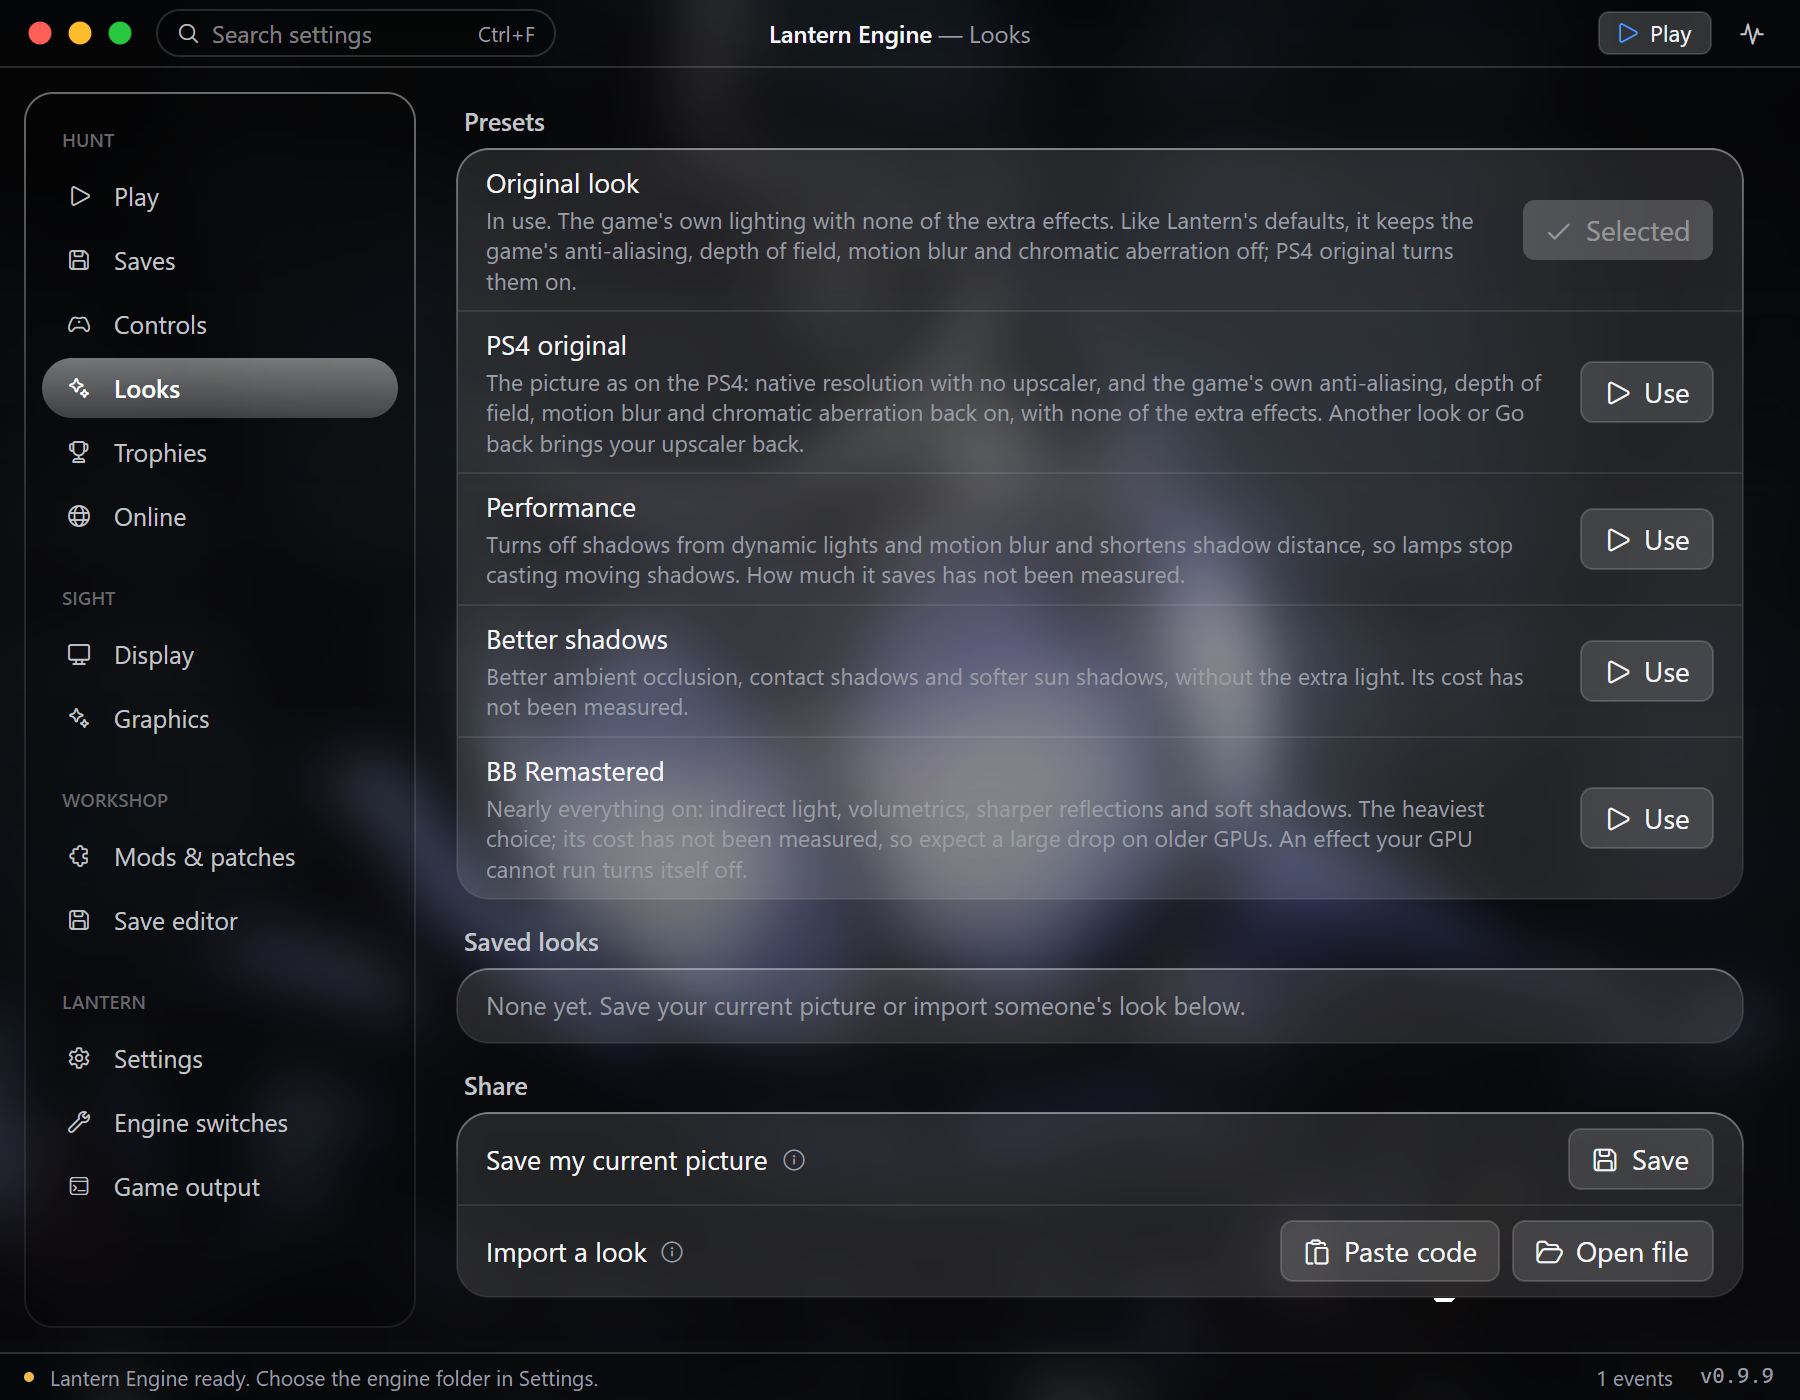 Search settings
Ctrl+F
Lantern Engine — Looks
Play
HUNT
Play
Saves
Controls
Looks
Trophies
Online
SIGHT
Display
Graphics
WORKSHOP
Mods & patches
Save editor
LANTERN
Settings
Engine switches
Game output
Presets
Original look
In use. The game's own lighting with none of the extra effects. Like Lantern's defaults, it keeps the
game's anti-aliasing, depth of field, motion blur and chromatic aberration off; PS4 original turns
them on.
Selected
PS4 original
The picture as on the PS4: native resolution with no upscaler, and the game's own anti-aliasing, depth of
field, motion blur and chromatic aberration back on, with none of the extra effects. Another look or Go
back brings your upscaler back.
Use
Performance
Turns off shadows from dynamic lights and motion blur and shortens shadow distance, so lamps stop
casting moving shadows. How much it saves has not been measured.
Use
Better shadows
Better ambient occlusion, contact shadows and softer sun shadows, without the extra light. Its cost has
not been measured.
Use
BB Remastered
Nearly everything on: indirect light, volumetrics, sharper reflections and soft shadows. The heaviest
choice; its cost has not been measured, so expect a large drop on older GPUs. An effect your GPU
cannot run turns itself off.
Use
Saved looks
None yet. Save your current picture or import someone's look below.
Share
Save my current picture
Save
Import a look
Paste code
Open file
Lantern Engine ready. Choose the engine folder in Settings.
1 events
v0.9.9